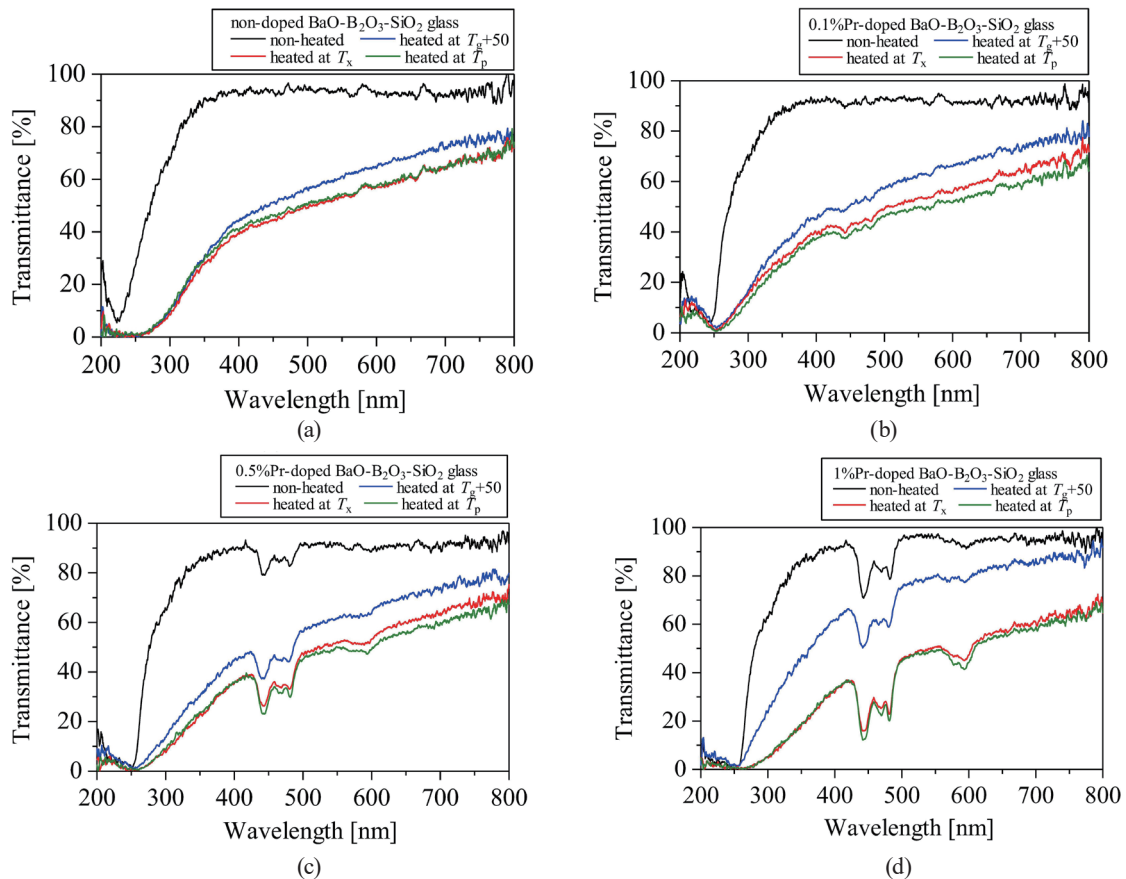 non-doped BaO-B₂O₃-SiO₂ glass
non-heated heated at Tg+50
heated at Tx heated at Tp
Transmittance [%]
100
80
60
40
20
0
200 300 400 500 600 700 800
Wavelength [nm]
(a)
0.1%Pr-doped BaO-B₂O₃-SiO₂ glass
non-heated heated at Tg+50
heated at Tx heated at Tp
Transmittance [%]
100
80
60
40
20
0
200 300 400 500 600 700 800
Wavelength [nm]
(b)
0.5%Pr-doped BaO-B₂O₃-SiO₂ glass
non-heated heated at Tg+50
heated at Tx heated at Tp
Transmittance [%]
100
80
60
40
20
0
200 300 400 500 600 700 800
Wavelength [nm]
(c)
1%Pr-doped BaO-B₂O₃-SiO₂ glass
non-heated heated at Tg+50
heated at Tx heated at Tp
Transmittance [%]
100
80
60
40
20
0
200 300 400 500 600 700 800
Wavelength [nm]
(d)